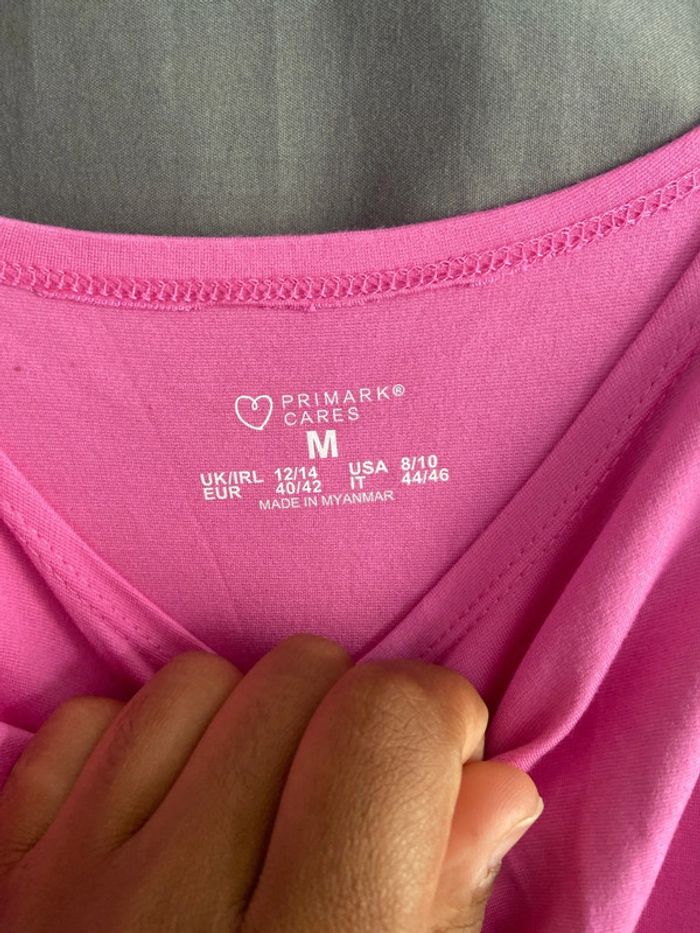 PRIMARK®
CARES
M
UK/IRL 12/14 USA 8/10
EUR 40/42 IT 44/46
MADE IN MYANMAR